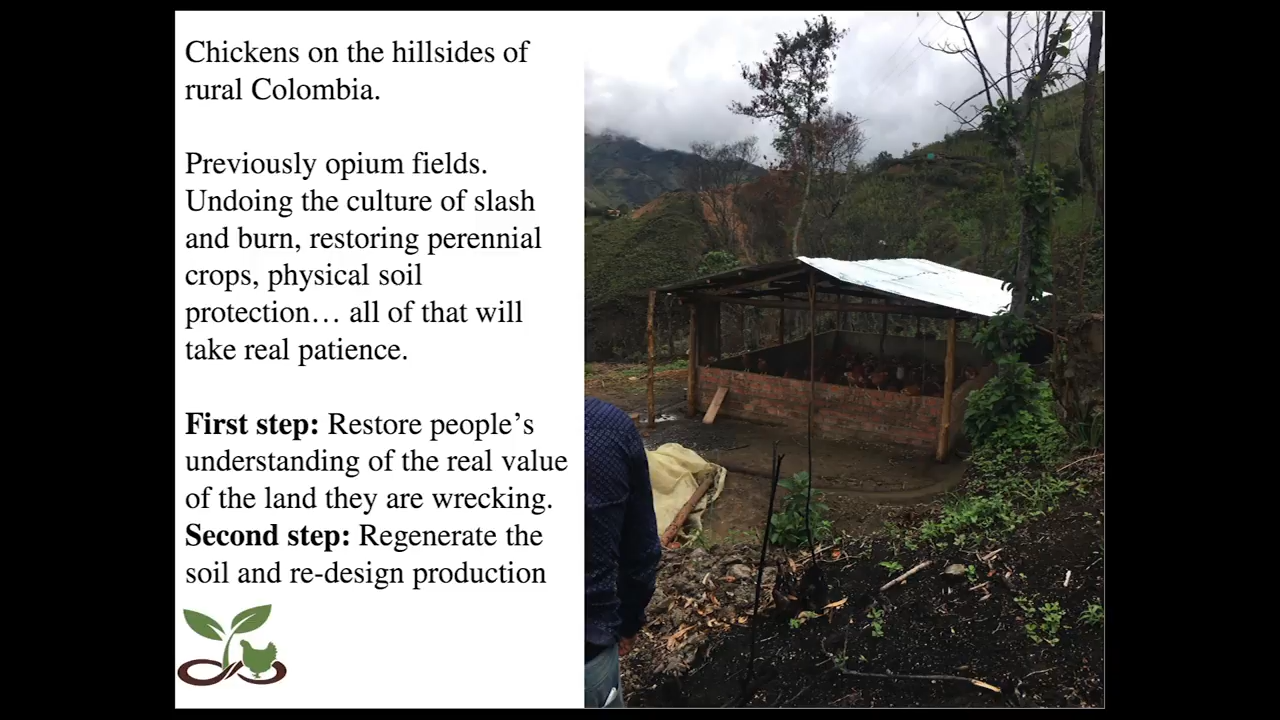 Chickens on the hillsides of
rural Colombia.
Previously opium fields.
Undoing the culture of slash
and burn, restoring perennial
crops, physical soil
protection… all of that will
take real patience.
First step: Restore people’s
understanding of the real value
of the land they are wrecking.
Second step: Regenerate the
soil and re-design production